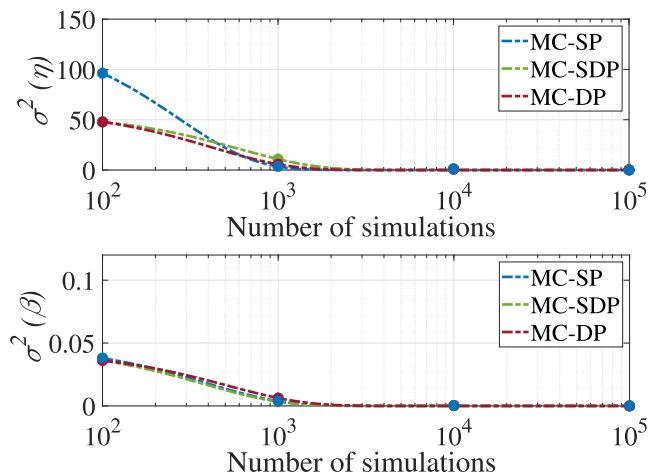 150
100
50
0
σ² (η)
MC-SP
MC-SDP
MC-DP
10² 10³ 10⁴ 10⁵
Number of simulations
0.1
0.05
0
σ² (β)
MC-SP
MC-SDP
MC-DP
10² 10³ 10⁴ 10⁵
Number of simulations